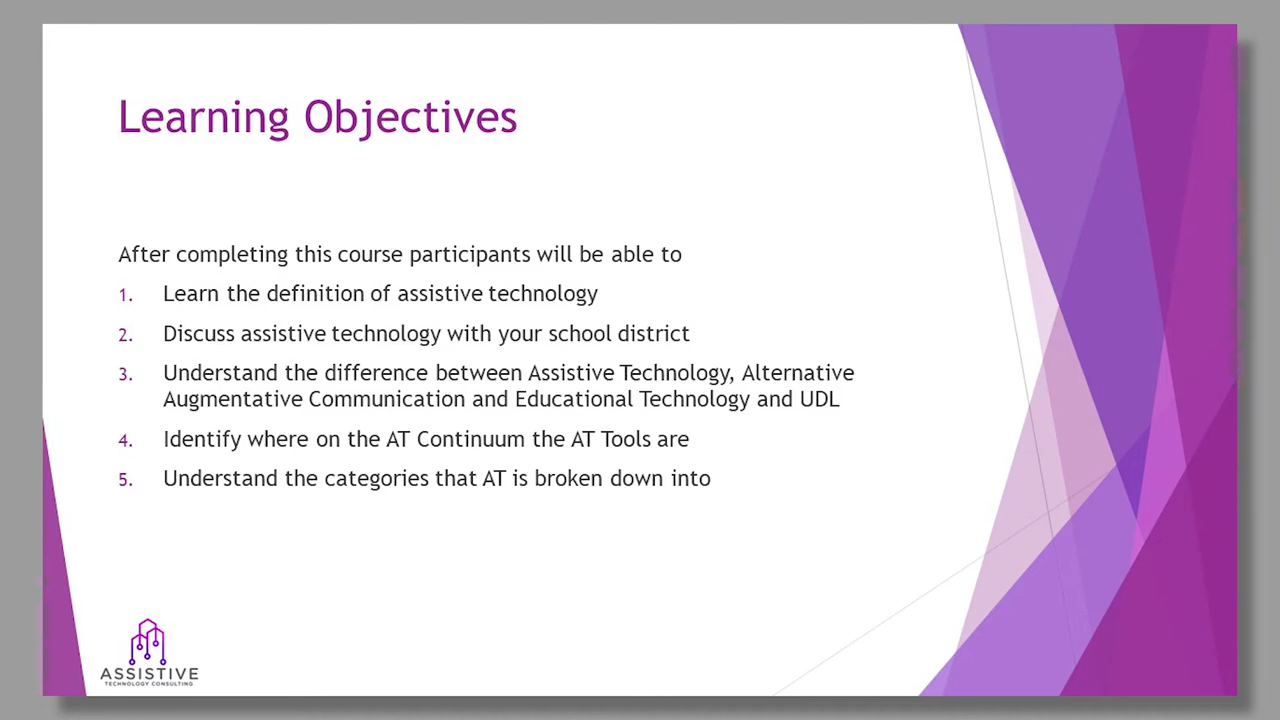 Learning Objectives
After completing this course participants will be able to
1. Learn the definition of assistive technology
2. Discuss assistive technology with your school district
3. Understand the difference between Assistive Technology, Alternative
Augmentative Communication and Educational Technology and UDL
4. Identify where on the AT Continuum the AT Tools are
5. Understand the categories that AT is broken down into
ASSISTIVE
TECHNOLOGY CONSULTING